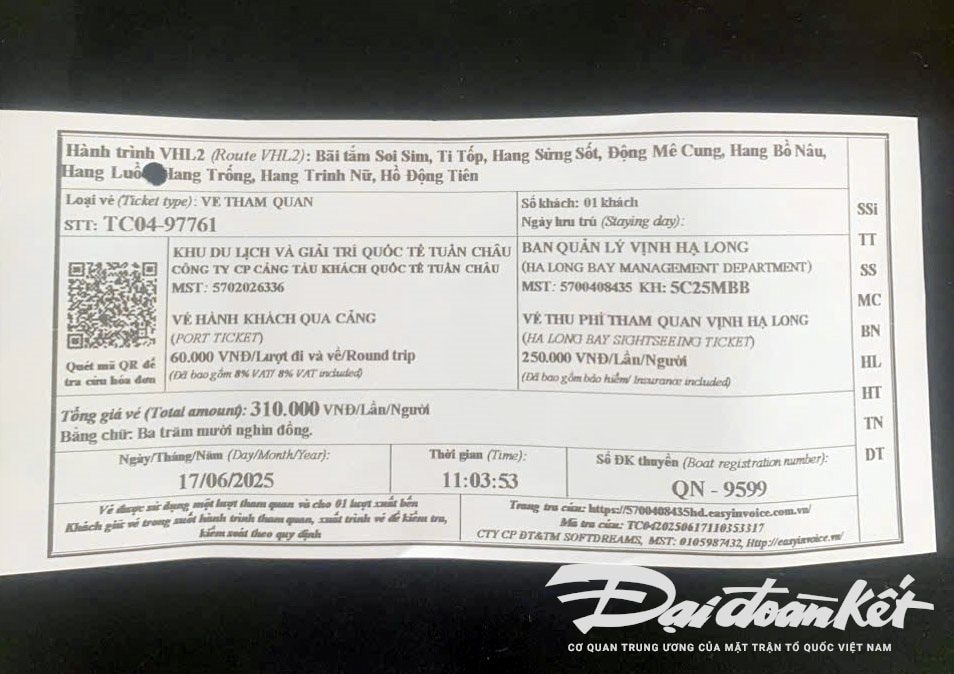 Hành trình VHL2 (Route VHL2): Bãi tắm Soi Sim, Ti Tốp, Hang Sửng Sốt, Động Mê Cung, Hang Bồ Nâu,
Hang Luồ Hang Trống, Hang Trinh Nữ, Hồ Động Tiên
Loại vé (Ticket type): VÉ THAM QUAN
STT: TC04-97761
Số khách: 01 khách
Ngày lưu trú (Staying day):
KHU DU LỊCH VÀ GIẢI TRÍ QUỐC TẾ TUẦN CHÂU
CÔNG TY CP CẢNG TÀU KHÁCH QUỐC TẾ TUẦN CHÂU
MST: 5702026336
VÉ HÀNH KHÁCH QUA CẢNG
(PORT TICKET)
60.000 VNĐ/Lượt đi và về/Round trip
(Đã bao gồm 8% VAT/ 8% VAT included)
Quét mã QR để
tra cứu hóa đơn
BAN QUẢN LÝ VỊNH HẠ LONG
(HA LONG BAY MANAGEMENT DEPARTMENT)
MST: 5700408435 KH: 5C25MBB
VÉ THU PHÍ THAM QUAN VỊNH HẠ LONG
(HA LONG BAY SIGHTSEEING TICKET)
250.000 VNĐ/Lần/Người
(Đã bao gồm bảo hiểm/ Insurance included)
Tổng giá vé (Total amount): 310.000 VNĐ/Lần/Người
Bằng chữ: Ba trăm mười nghìn đồng.
Ngày/Tháng/Năm (Day/Month/Year):
17/06/2025
Thời gian (Time):
11:03:53
Số ĐK thuyền (Boat registration number):
QN - 9599
Vé được sử dụng một lượt tham quan và cho 01 lượt xuất bến
Khách giữ vé trong suốt hành trình tham quan, xuất trình vé để kiểm tra,
kiểm soát theo quy định
Trang tra cứu: https://5700408435hd.easyinvoice.com.vn/
Mã tra cứu: TC0420250617110353317
CTY CP ĐT&TM SOFTDREAMS, MST: 0105987432, Http://easyinvoice.vn/
SSi
TT
SS
MC
BN
HL
HT
TN
DT
Đại đoàn kết
CƠ QUAN TRUNG ƯƠNG CỦA MẶT TRẬN TỔ QUỐC VIỆT NAM